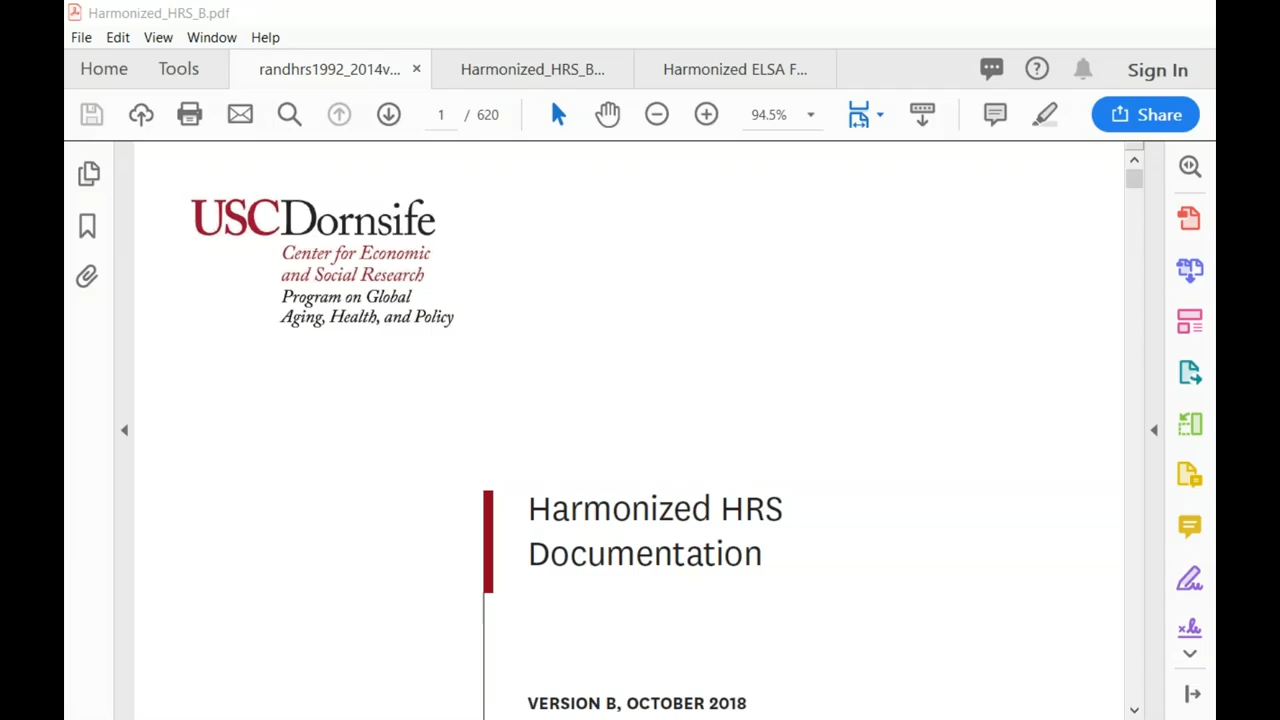 Harmonized_HRS_B.pdf
File Edit View Window Help
Home Tools randhrs1992_2014v... × Harmonized_HRS_B... Harmonized ELSA F... Sign In
1 / 620 94.5% Share
USCDornsife
Center for Economic
and Social Research
Program on Global
Aging, Health, and Policy
Harmonized HRS
Documentation
VERSION B, OCTOBER 2018